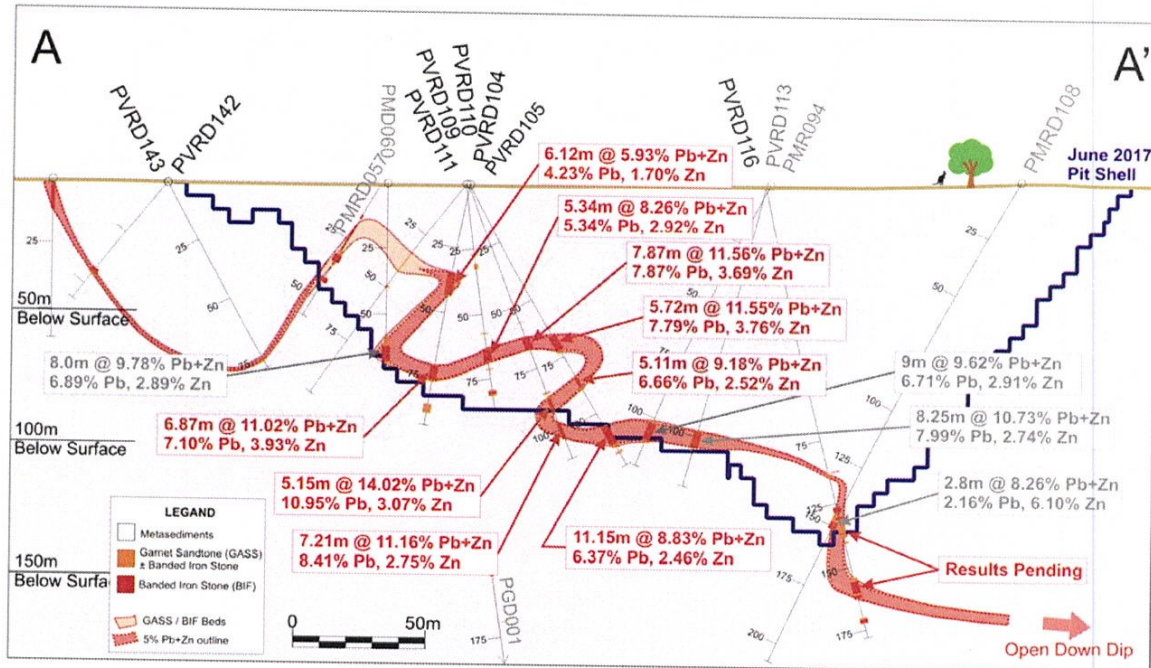 A
A'
PVRD143
PVRD142
PMRD057
PMD090
PVRD111
PVRD109
PVRD110
PVRD104
PVRD105
PVRD116
PVRD113
PMR094
PMRD108
June 2017
Pit Shell
6.12m @ 5.93% Pb+Zn
4.23% Pb, 1.70% Zn
5.34m @ 8.26% Pb+Zn
5.34% Pb, 2.92% Zn
7.87m @ 11.56% Pb+Zn
7.87% Pb, 3.69% Zn
5.72m @ 11.55% Pb+Zn
7.79% Pb, 3.76% Zn
5.11m @ 9.18% Pb+Zn
6.66% Pb, 2.52% Zn
50m
Below Surface
8.0m @ 9.78% Pb+Zn
6.89% Pb, 2.89% Zn
9m @ 9.62% Pb+Zn
6.71% Pb, 2.91% Zn
6.87m @ 11.02% Pb+Zn
7.10% Pb, 3.93% Zn
8.25m @ 10.73% Pb+Zn
7.99% Pb, 2.74% Zn
100m
Below Surface
5.15m @ 14.02% Pb+Zn
10.95% Pb, 3.07% Zn
2.8m @ 8.26% Pb+Zn
2.16% Pb, 6.10% Zn
7.21m @ 11.16% Pb+Zn
8.41% Pb, 2.75% Zn
11.15m @ 8.83% Pb+Zn
6.37% Pb, 2.46% Zn
Results Pending
150m
Below Surfa
LEGAND
Metasediments
Garnet Sandtone (GASS)
± Banded Iron Stone
Banded Iron Stone (BIF)
GASS / BIF Beds
5% Pb+Zn outline
0 50m
PGD001
175
175
200
175
Open Down Dip